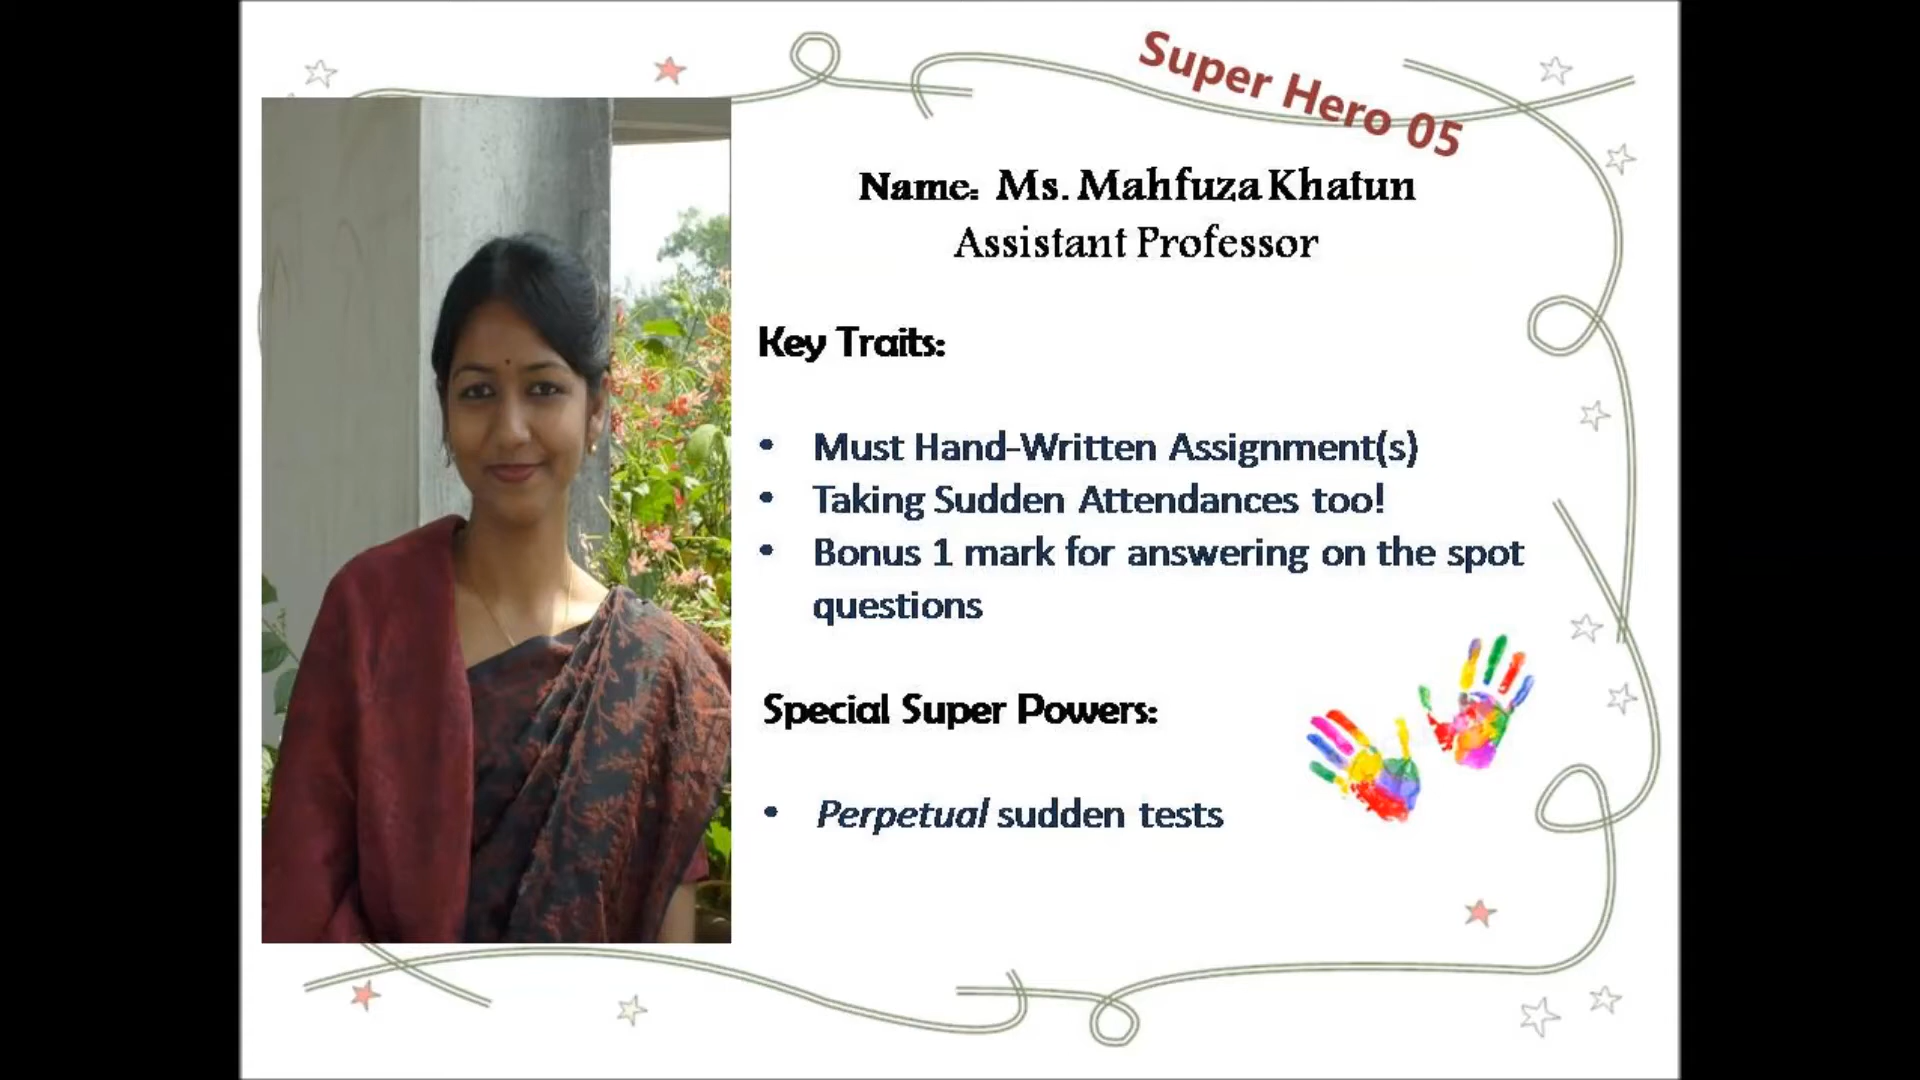 Super Hero 05
Name: Ms. Mahfuza Khatun
Assistant Professor
Key Traits:
• Must Hand-Written Assignment(s)
• Taking Sudden Attendances too!
• Bonus 1 mark for answering on the spot
questions
Special Super Powers:
• Perpetual sudden tests